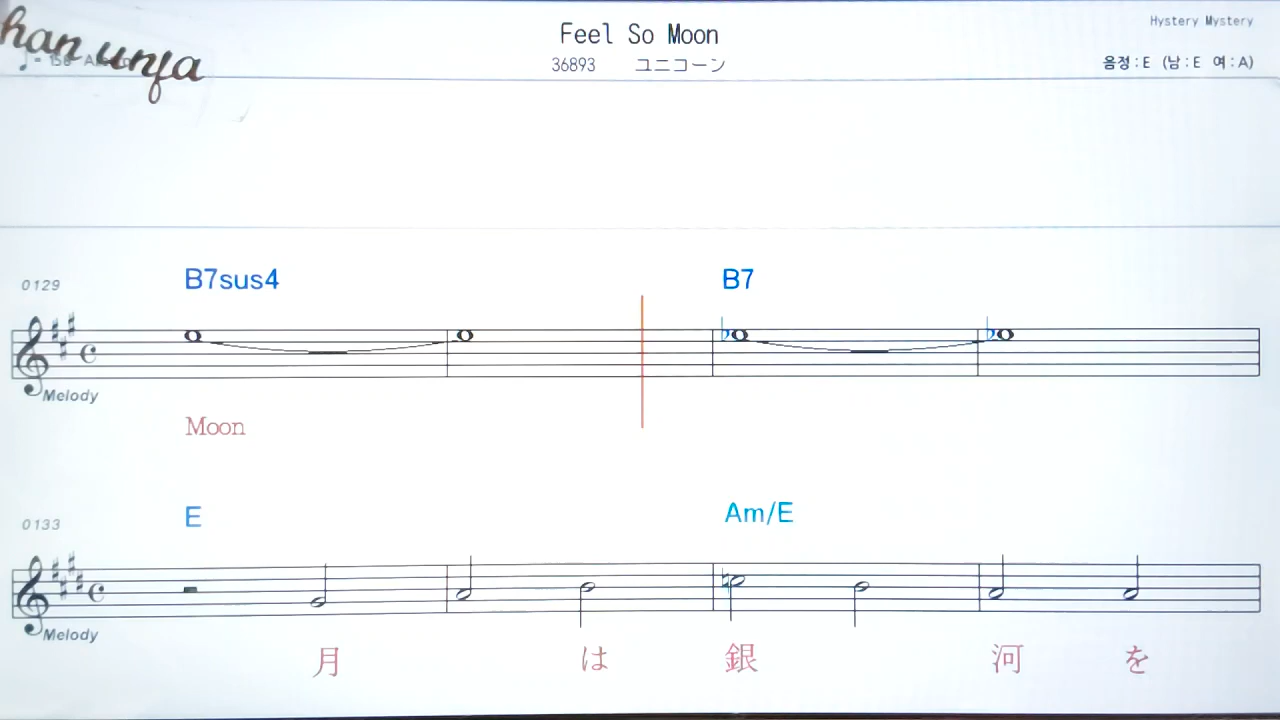 Feel So Moon
Hystery Mystery
36893 ユニコーン
음정:E (남:E 여:A)
han unja
0129
B7sus4 B7
Melody
Moon
0133
E Am/E
Melody
月 は 銀 河 を